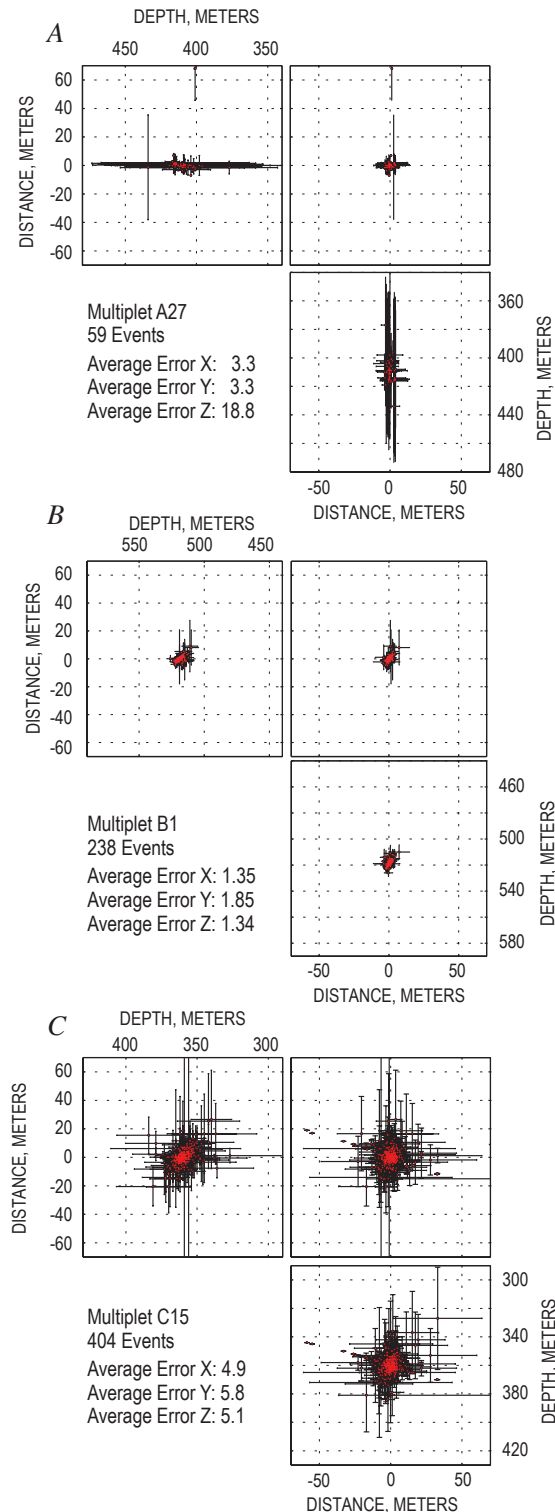 A
DEPTH, METERS
450 400 350
60
40
20
0
-20
-40
-60
DISTANCE, METERS
Multiplet A27
59 Events
Average Error X: 3.3
Average Error Y: 3.3
Average Error Z: 18.8
360
400
440
480
DEPTH, METERS
-50 0 50
DISTANCE, METERS
B
DEPTH, METERS
550 500 450
60
40
20
0
-20
-40
-60
DISTANCE, METERS
Multiplet B1
238 Events
Average Error X: 1.35
Average Error Y: 1.85
Average Error Z: 1.34
460
500
540
580
DEPTH, METERS
-50 0 50
DISTANCE, METERS
C
DEPTH, METERS
400 350 300
60
40
20
0
-20
-40
-60
DISTANCE, METERS
Multiplet C15
404 Events
Average Error X: 4.9
Average Error Y: 5.8
Average Error Z: 5.1
300
340
380
420
DEPTH, METERS
-50 0 50
DISTANCE, METERS